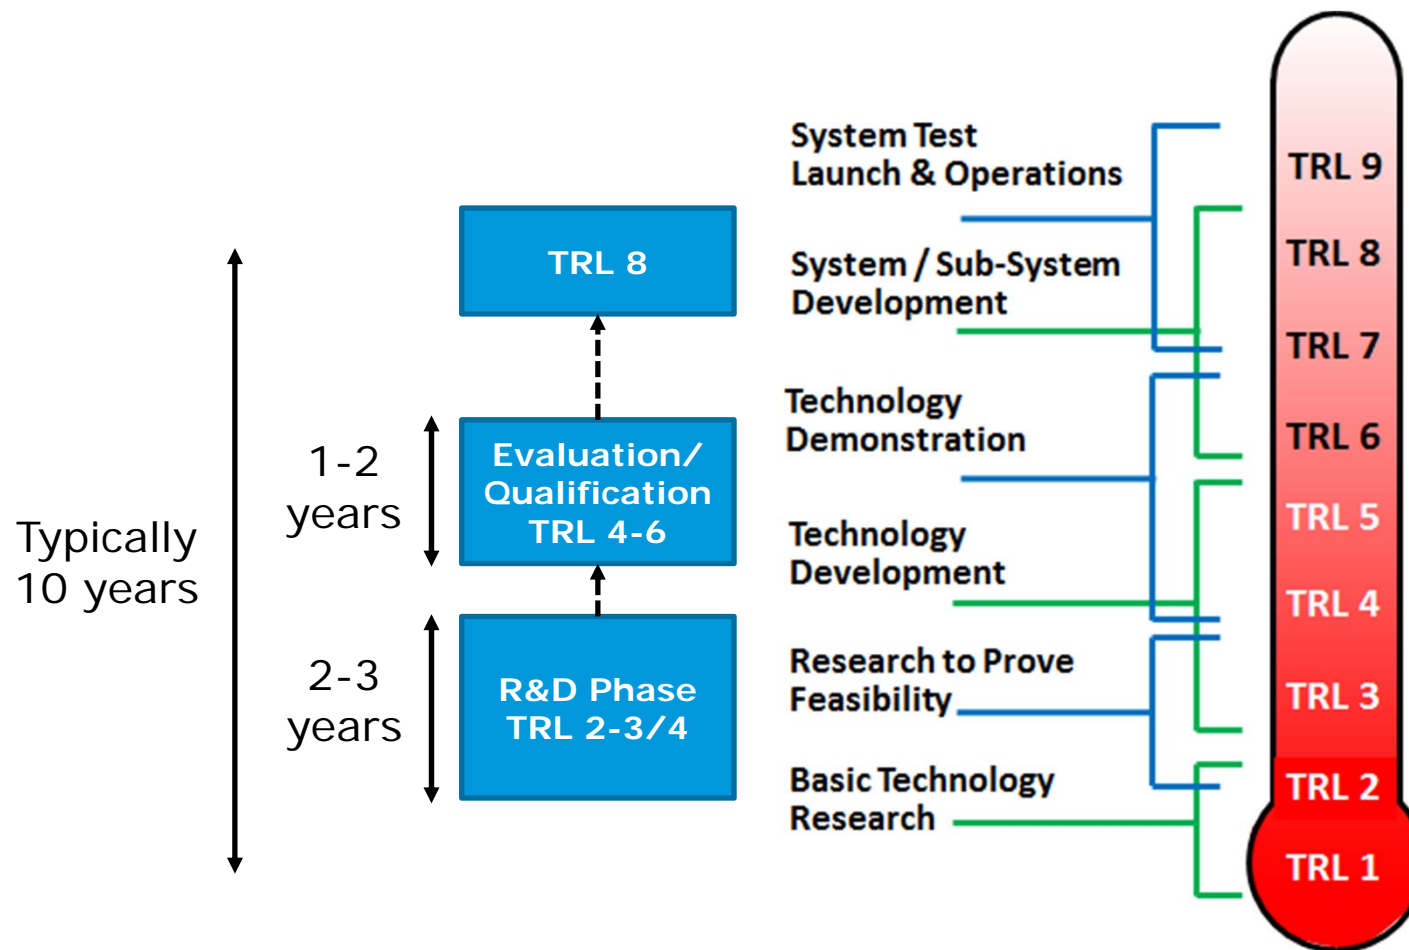 Typically
10 years
1-2
years
2-3
years
TRL 8
Evaluation/
Qualification
TRL 4-6
R&D Phase
TRL 2-3/4
System Test
Launch & Operations
System / Sub-System
Development
Technology
Demonstration
Technology
Development
Research to Prove
Feasibility
Basic Technology
Research
TRL 9
TRL 8
TRL 7
TRL 6
TRL 5
TRL 4
TRL 3
TRL 2
TRL 1